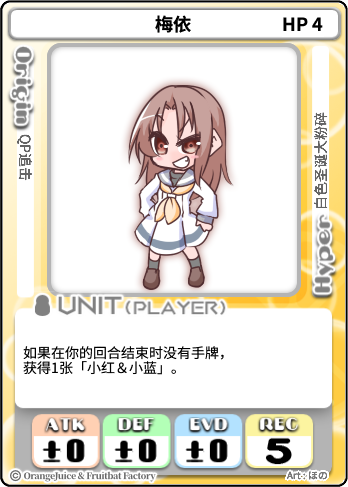 梅依
HP 4
Origin
QP追击
Hyper
白色圣诞大粉碎
UNIT(PLAYER)
如果在你的回合结束时没有手牌，
获得1张「小红＆小蓝」。
ATK DEF EVD REC
±0 ±0 ±0 5
© OrangeJuice & Fruitbat Factory
Art : ほの